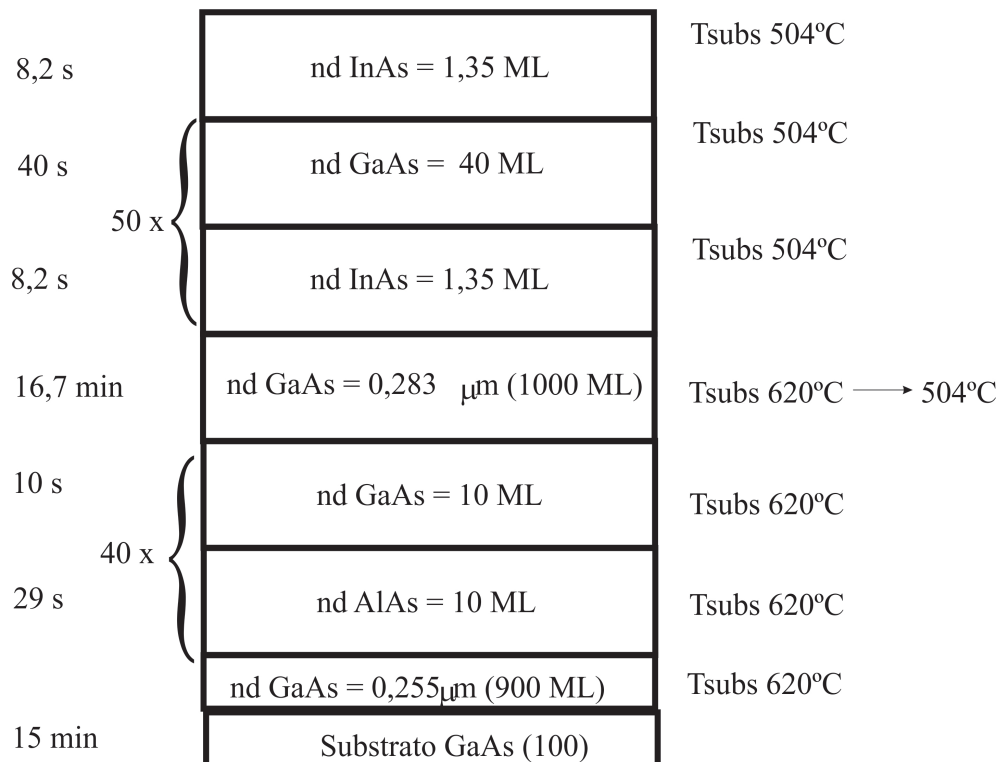 Tsubs 504ºC
8,2 s
nd InAs = 1,35 ML
Tsubs 504ºC
40 s
nd GaAs = 40 ML
50 x
Tsubs 504ºC
8,2 s
nd InAs = 1,35 ML
16,7 min
nd GaAs = 0,283 μm (1000 ML)
Tsubs 620ºC → 504ºC
10 s
nd GaAs = 10 ML
Tsubs 620ºC
40 x
29 s
nd AlAs = 10 ML
Tsubs 620ºC
nd GaAs = 0,255μm (900 ML)
Tsubs 620ºC
15 min
Substrato GaAs (100)